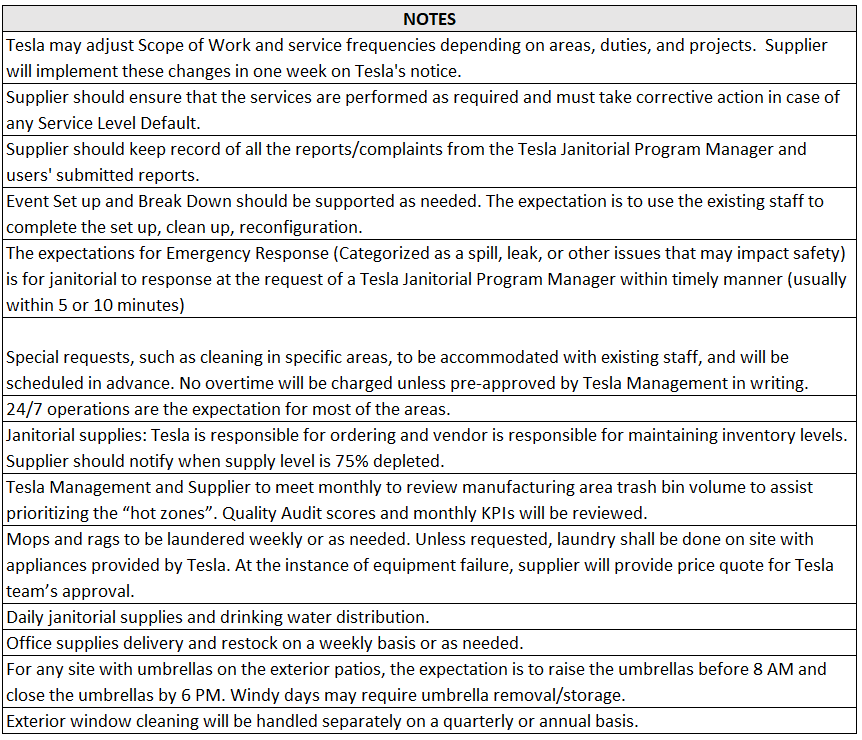 NOTES
Tesla may adjust Scope of Work and service frequencies depending on areas, duties, and projects.  Supplier
will implement these changes in one week on Tesla's notice.
Supplier should ensure that the services are performed as required and must take corrective action in case of
any Service Level Default.
Supplier should keep record of all the reports/complaints from the Tesla Janitorial Program Manager and
users' submitted reports.
Event Set up and Break Down should be supported as needed. The expectation is to use the existing staff to
complete the set up, clean up, reconfiguration.
The expectations for Emergency Response (Categorized as a spill, leak, or other issues that may impact safety)
is for janitorial to response at the request of a Tesla Janitorial Program Manager within timely manner (usually
within 5 or 10 minutes)
Special requests, such as cleaning in specific areas, to be accommodated with existing staff, and will be
scheduled in advance. No overtime will be charged unless pre-approved by Tesla Management in writing.
24/7 operations are the expectation for most of the areas.
Janitorial supplies: Tesla is responsible for ordering and vendor is responsible for maintaining inventory levels.
Supplier should notify when supply level is 75% depleted.
Tesla Management and Supplier to meet monthly to review manufacturing area trash bin volume to assist
prioritizing the “hot zones”. Quality Audit scores and monthly KPIs will be reviewed.
Mops and rags to be laundered weekly or as needed. Unless requested, laundry shall be done on site with
appliances provided by Tesla. At the instance of equipment failure, supplier will provide price quote for Tesla
team’s approval.
Daily janitorial supplies and drinking water distribution.
Office supplies delivery and restock on a weekly basis or as needed.
For any site with umbrellas on the exterior patios, the expectation is to raise the umbrellas before 8 AM and
close the umbrellas by 6 PM. Windy days may require umbrella removal/storage.
Exterior window cleaning will be handled separately on a quarterly or annual basis.